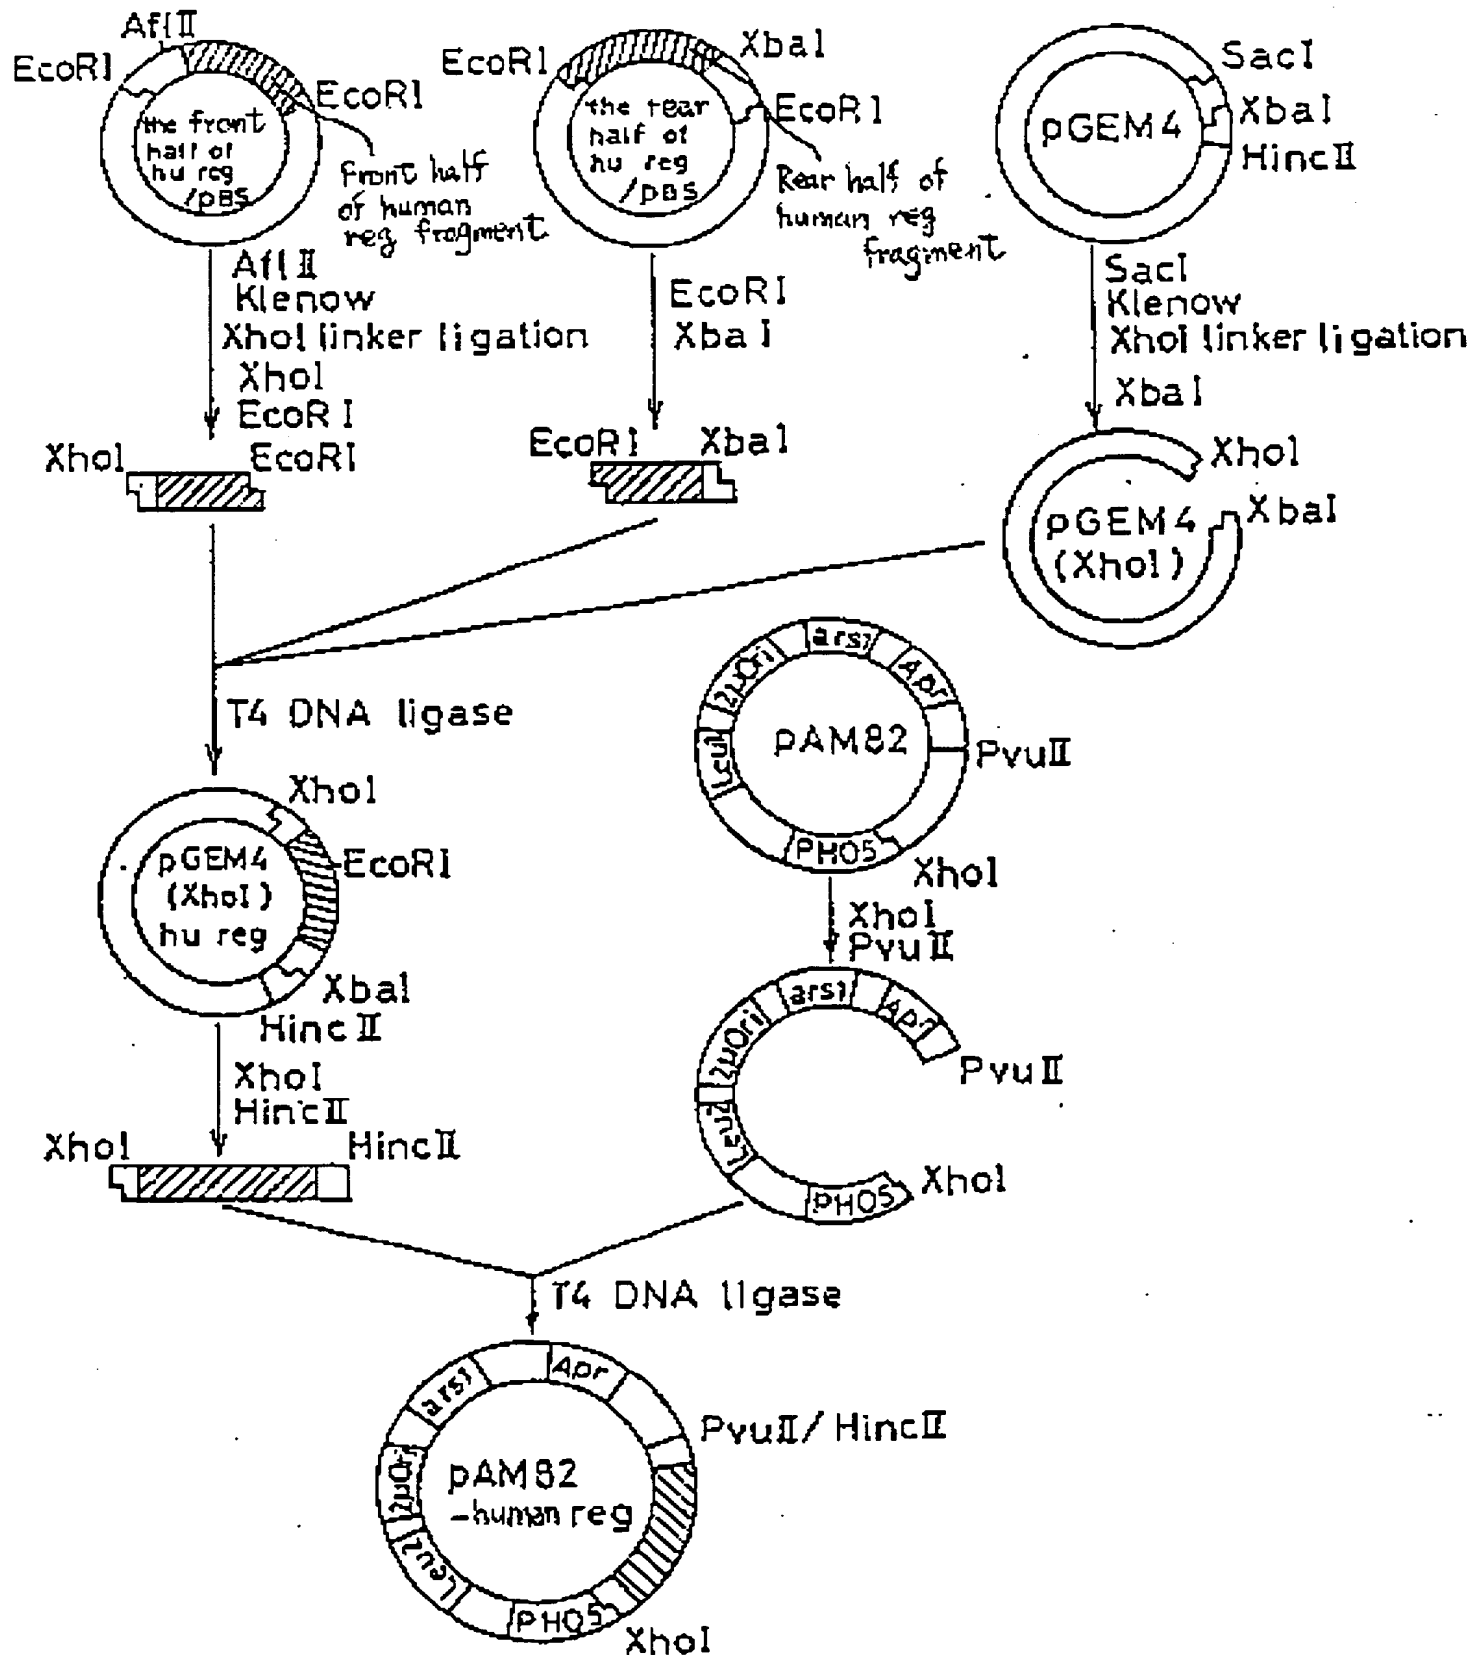 AflII
EcoRI
EcoRI
the front
half of
hu reg
/pBS
Front half
of human
reg fragment
EcoRI
XbaI
EcoRI
the rear
half of
hu reg
/pBS
Rear half of
human reg
fragment
SacI
XbaI
HincII
pGEM4
AflII
Klenow
XhoI linker ligation
XhoI
EcoRI
EcoRI
XbaI
SacI
Klenow
XhoI linker ligation
XbaI
XhoI
EcoRI
EcoRI
XbaI
XhoI
XbaI
pGEM4
(XhoI)
T4 DNA ligase
2μOri
ars1
Apr
Leu2
pAM82
PvuII
PHO5
XhoI
XhoI
PvuII
XhoI
EcoRI
pGEM4
(XhoI)
hu reg
XbaI
HincII
XhoI
HincII
XhoI
HincII
ars1
Apr
2μOri
PvuII
Leu2
PHO5
XhoI
T4 DNA ligase
ars1
Apr
PvuII/HincII
2μOri
pAM82
-human reg
Leu2
PHO5
XhoI